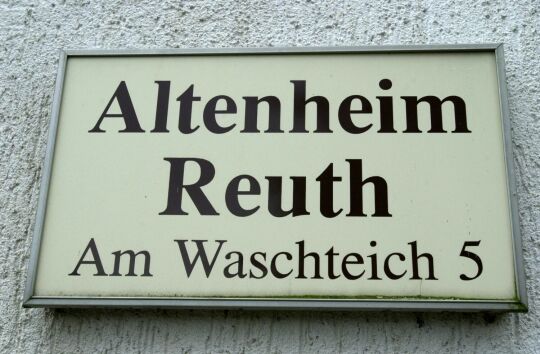 Altenheim
Reuth
Am Waschteich 5